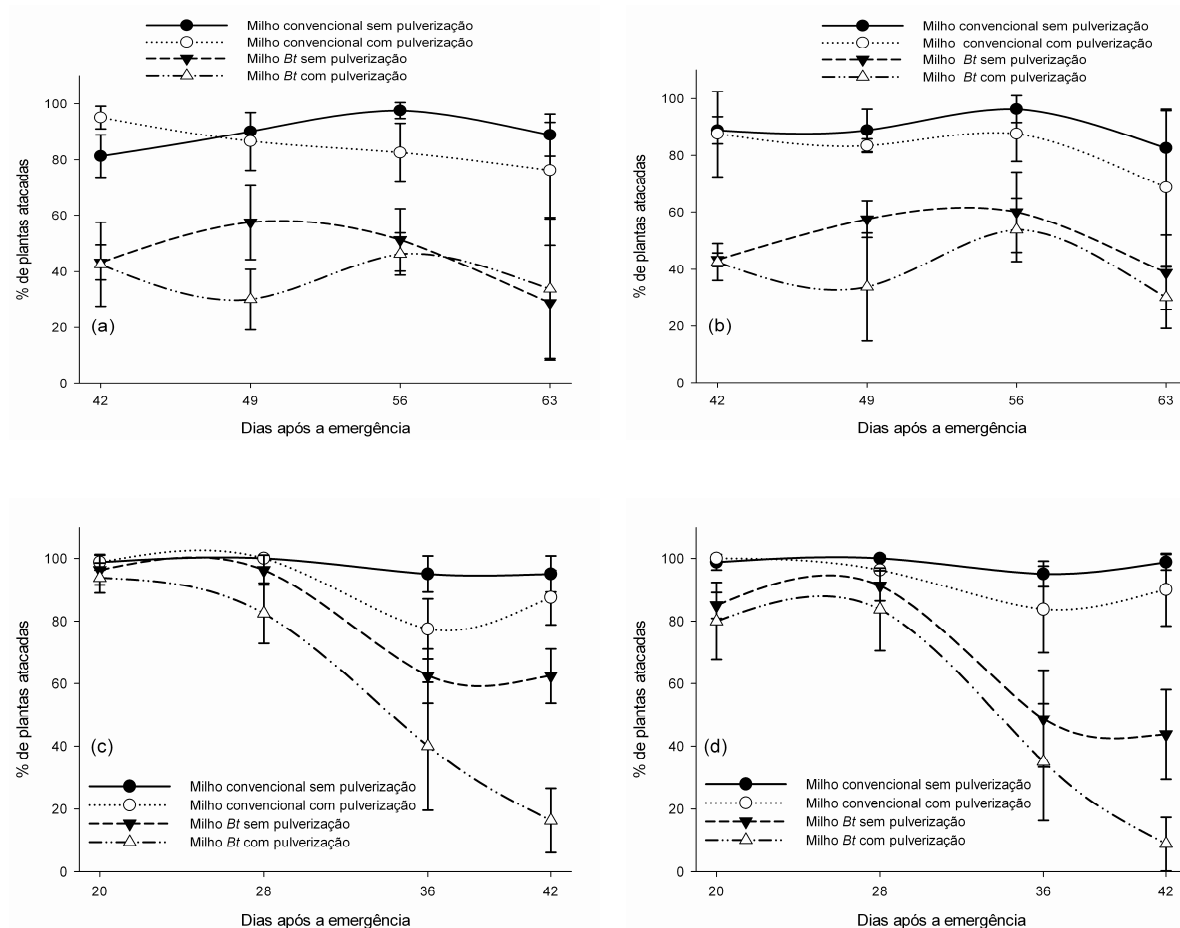 Milho convencional sem pulverização
Milho convencional com pulverização
Milho Bt sem pulverização
Milho Bt com pulverização
% de plantas atacadas
100
80
60
40
20
0
(a)
42
49
56
63
Dias após a emergência
Milho convencional sem pulverização
Milho convencional com pulverização
Milho Bt sem pulverização
Milho Bt com pulverização
% de plantas atacadas
100
80
60
40
20
0
(b)
42
49
56
63
Dias após a emergência
% de plantas atacadas
100
80
60
40
20
0
(c)
Milho convencional sem pulverização
Milho convencional com pulverização
Milho Bt sem pulverização
Milho Bt com pulverização
20
28
36
42
Dias após a emergência
% de plantas atacadas
100
80
60
40
20
0
(d)
Milho convencional sem pulverização
Milho convencional com pulverização
Milho Bt sem pulverização
Milho Bt com pulverização
20
28
36
42
Dias após a emergência